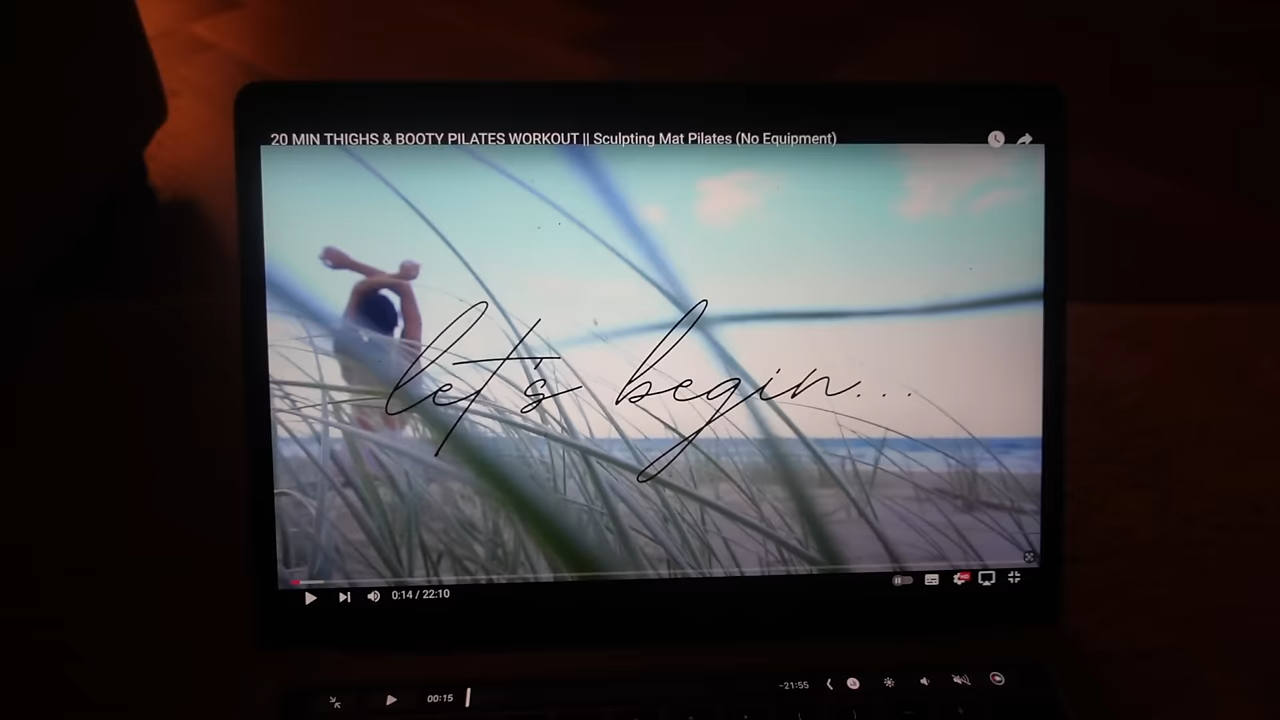 20 MIN THIGHS & BOOTY PILATES WORKOUT || Sculpting Mat Pilates (No Equipment)
let's begin...
0:14 / 22:10
00:15
-21:55